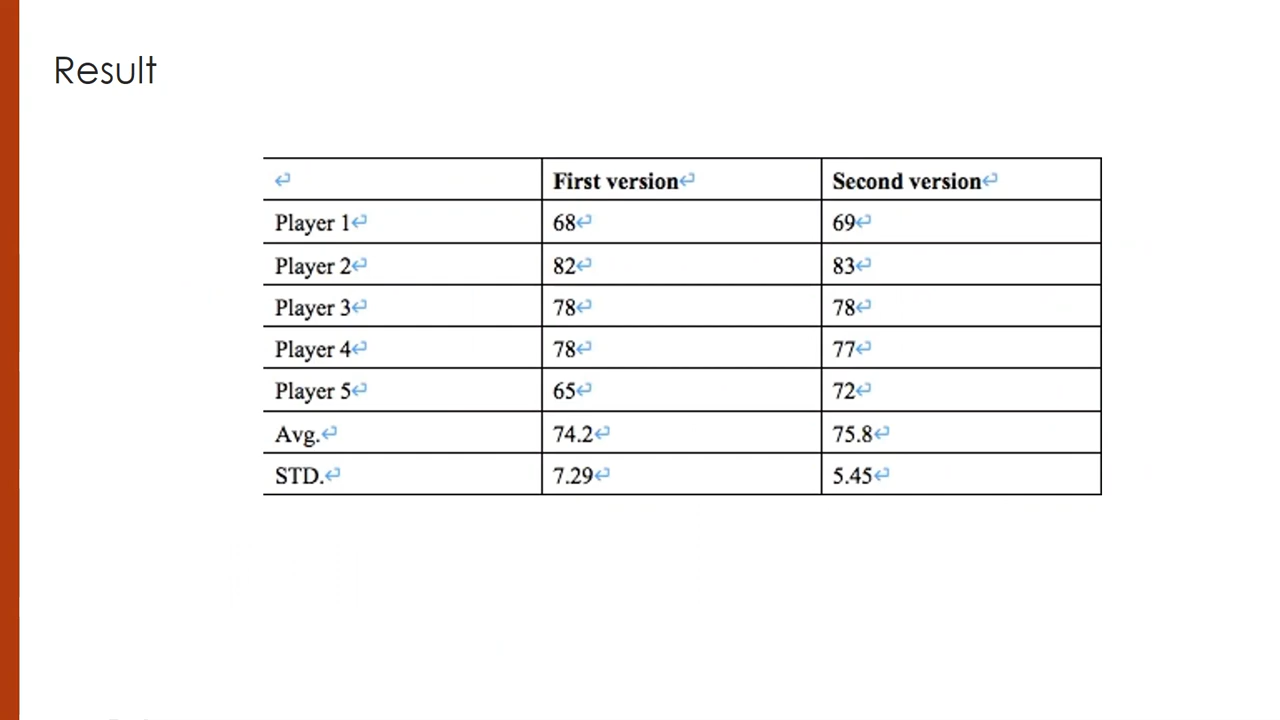 Result
First version Second version
Player 1 68 69
Player 2 82 83
Player 3 78 78
Player 4 78 77
Player 5 65 72
Avg. 74.2 75.8
STD. 7.29 5.45